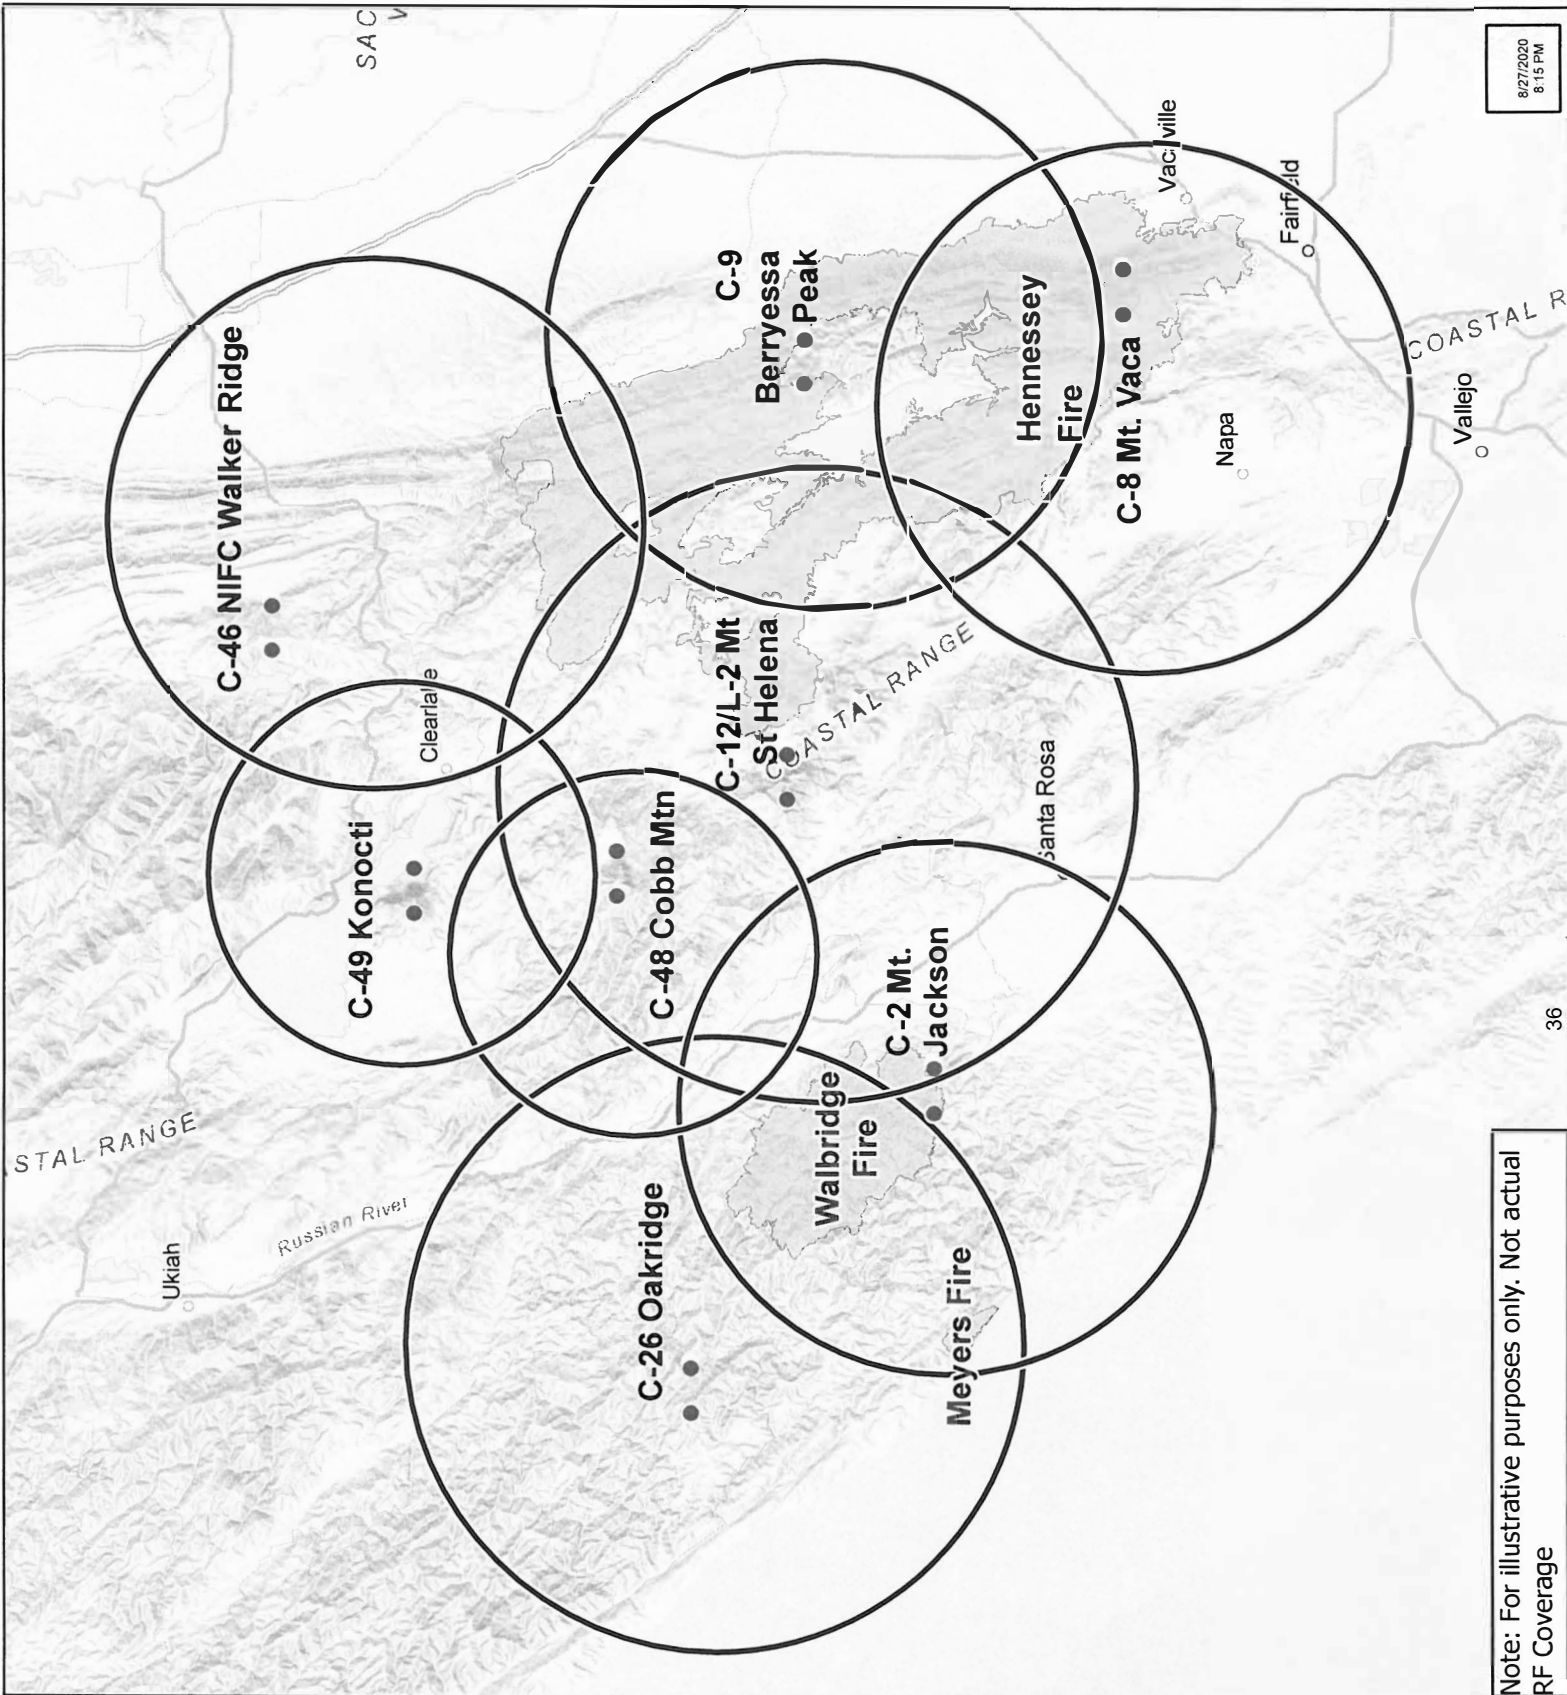 SAC
V
8/27/2020
8:15 PM
C-46 NIFC Walker Ridge
C-9
Berryessa
Peak
Vacaville
Fairfield
Hennessey
Fire
C-8 Mt. Vaca
Napa
Vallejo
COASTAL R
Clearlake
C-12/L-2 Mt
St Helena
COASTAL RANGE
Santa Rosa
C-49 Konocti
C-48 Cobb Mtn
C-2 Mt.
Jackson
STAL RANGE
Russian River
Ukiah
Walbridge
Fire
C-26 Oakridge
Meyers Fire
36
Note: For illustrative purposes only. Not actual
RF Coverage